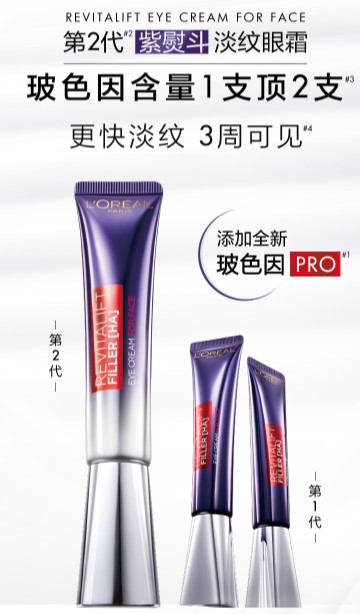 REVITALIFT EYE CREAM FOR FACE
第2代#2 紫熨斗 淡纹眼霜
玻色因含量1支顶2支#3
更快淡纹 3周可见#4
添加全新
玻色因 PRO #1
L'ORÉAL
PARIS
REVITALIFT
FILLER [HA]
EYE CREAM FOR FACE
第2代
L'ORÉAL
REVITALIFT
FILLER [HA]
EYE CREAM
REVITALIFT
FILLER [HA]
第1代